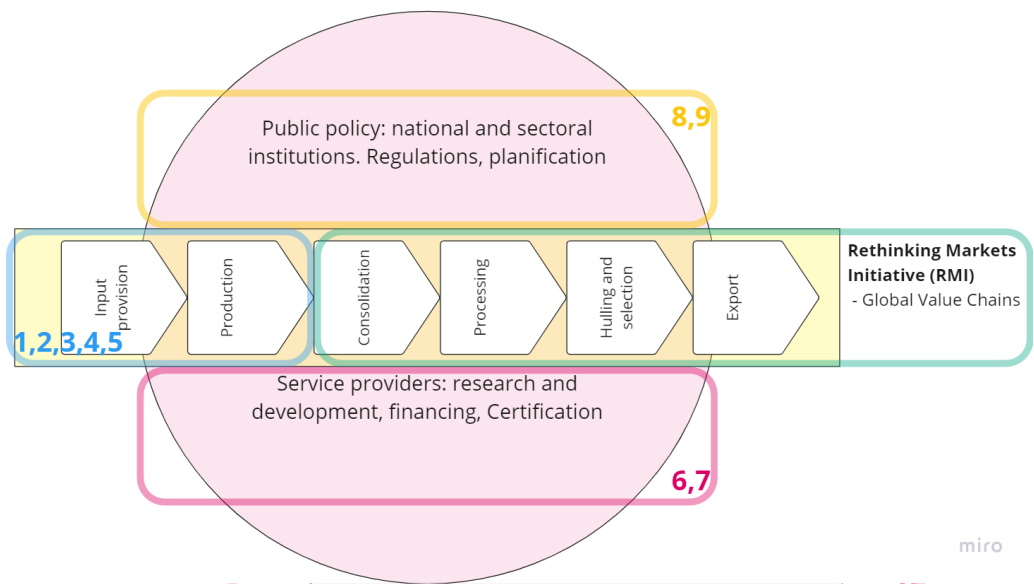 8,9
Public policy: national and sectoral
institutions. Regulations, planification
Input
provision
Production
Consolidation
Processing
Hulling and
selection
Export
Rethinking Markets
Initiative (RMI)
- Global Value Chains
1,2,3,4,5
Service providers: research and
development, financing, Certification
6,7
miro